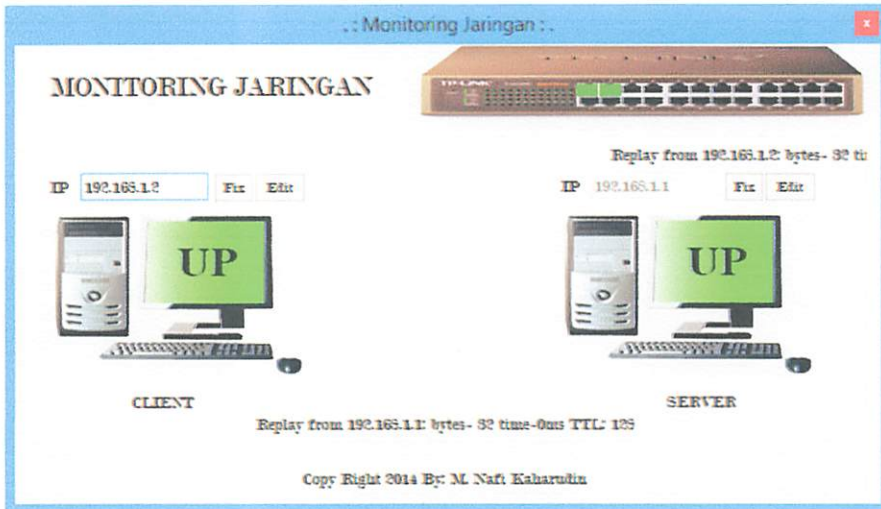 .: Monitoring Jaringan :.
x
MONITORING JARINGAN
TP-LINK
Replay from 192.168.1.2: bytes- 32 ti
IP 192.168.1.2 Fix Edit
IP 192.168.1.1 Fix Edit
UP
UP
CLIENT
SERVER
Replay from 192.168.1.1: bytes- 32 time-0ms TTL: 128
Copy Right 2014 By: M. Nafi Kaharudin